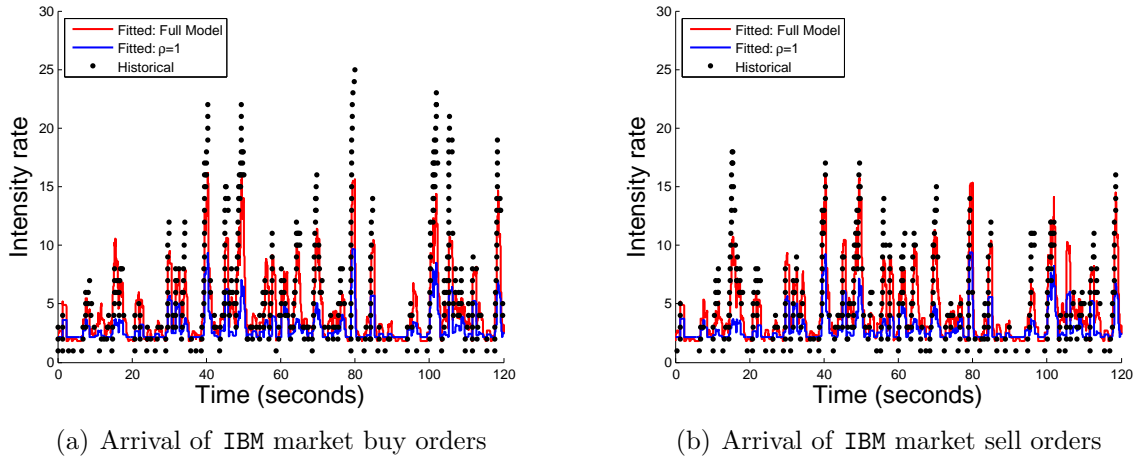 Fitted: Full Model
Fitted: ρ=1
Historical
30
25
20
15
10
5
0
0 20 40 60 80 100 120
Intensity rate
Time (seconds)
(a) Arrival of IBM market buy orders
Fitted: Full Model
Fitted: ρ=1
Historical
30
25
20
15
10
5
0
0 20 40 60 80 100 120
Intensity rate
Time (seconds)
(b) Arrival of IBM market sell orders